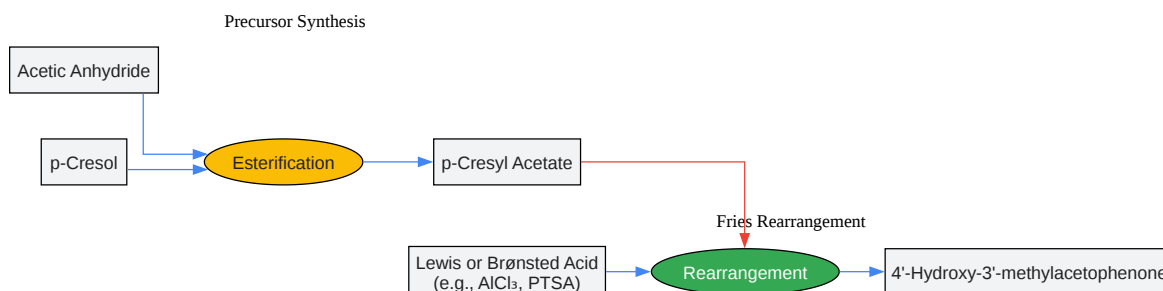 Precursor Synthesis
Acetic Anhydride
p-Cresol
Esterification
p-Cresyl Acetate
Fries Rearrangement
Lewis or Brønsted Acid
(e.g., AlCl₃, PTSA)
Rearrangement
4'-Hydroxy-3'-methylacetophenone